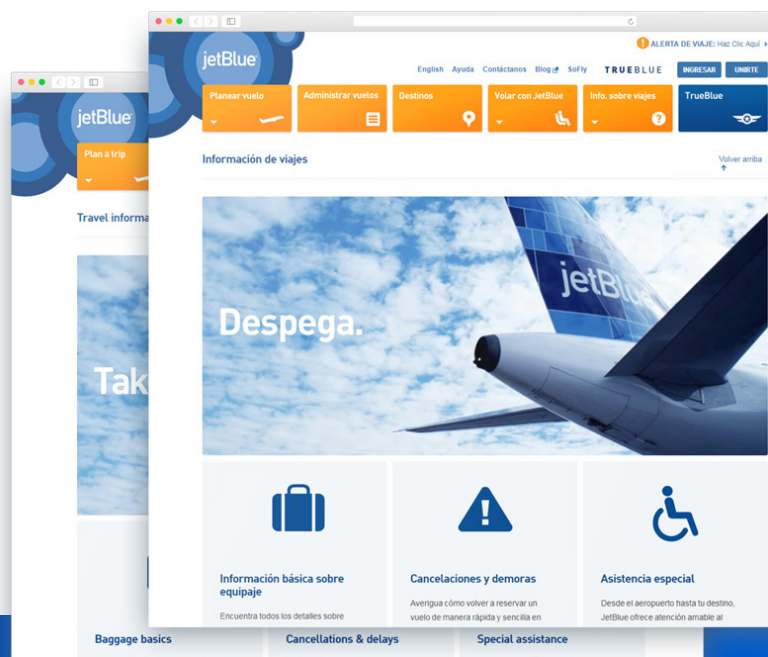 ALERTA DE VIAJE: Haz Clic Aquí
jetBlue
English Ayuda Contáctanos Blog SoFly TRUEBLUE INGRESAR UNIRTE
Planear vuelo
Administrar vuelos
Destinos
Volar con JetBlue
Info. sobre viajes
TrueBlue
Información de viajes
Volver arriba
jetBlue
Despega.
Información básica sobre
equipaje
Encuentra todos los detalles sobre
Cancelaciones y demoras
Averigua cómo volver a reservar un
vuelo de manera rápida y sencilla en
Asistencia especial
Desde el aeropuerto hasta tu destino,
JetBlue ofrece atención amable al
jetBlue
Plan a trip
Travel informa
Tak
Baggage basics
Cancellations & delays
Special assistance